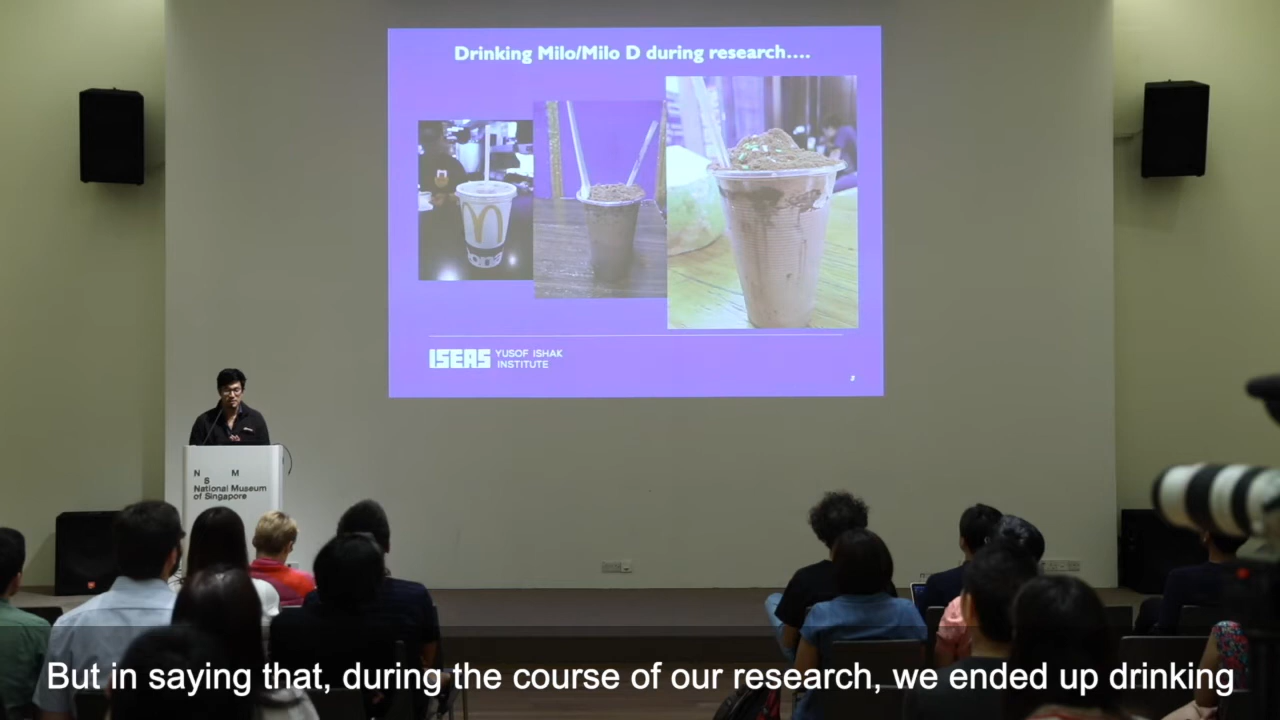 Drinking Milo/Milo D during research....
ISEAS YUSOF ISHAK
INSTITUTE
2
N M
S
National Museum
of Singapore
But in saying that, during the course of our research, we ended up drinking